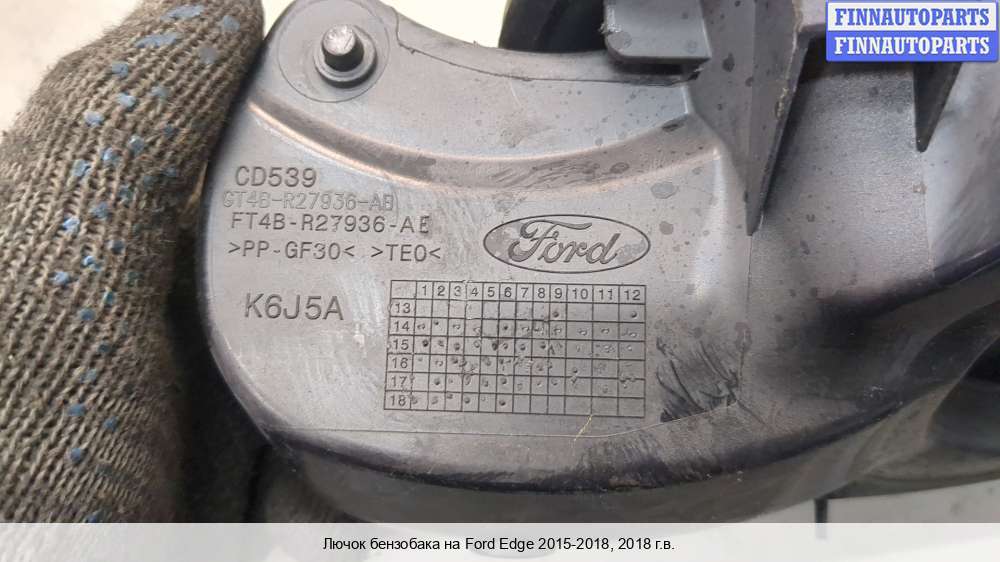 FINNAUTOPARTS
FINNAUTOPARTS
CD539
GT4B-R27936-AB
FT4B-R27936-AE
>PP-GF30< >TEO<
Ford
K6J5A
1 2 3 4 5 6 7 8 9 10 11 12
13
14
15
16
17
18
Лючок бензобака на Ford Edge 2015-2018, 2018 г.в.